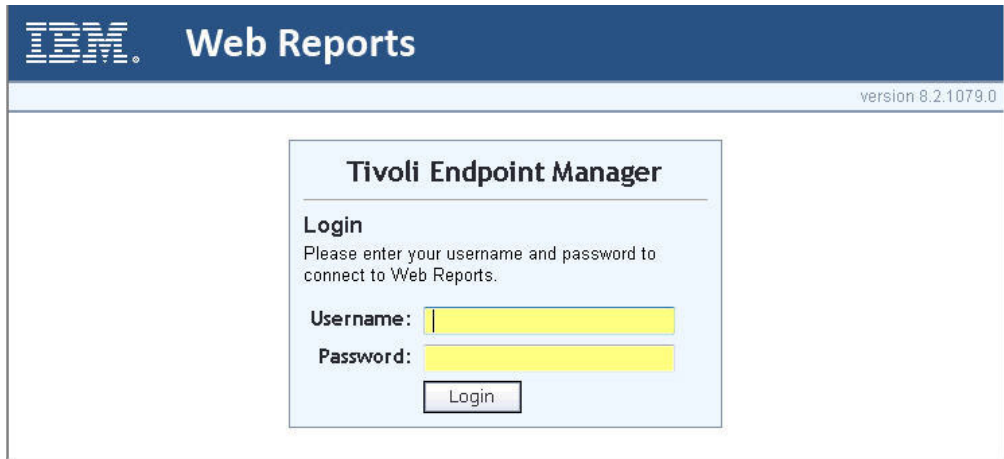 IBM. Web Reports
version 8.2.1079.0
Tivoli Endpoint Manager
Login
Please enter your username and password to
connect to Web Reports.
Username:
Password:
Login